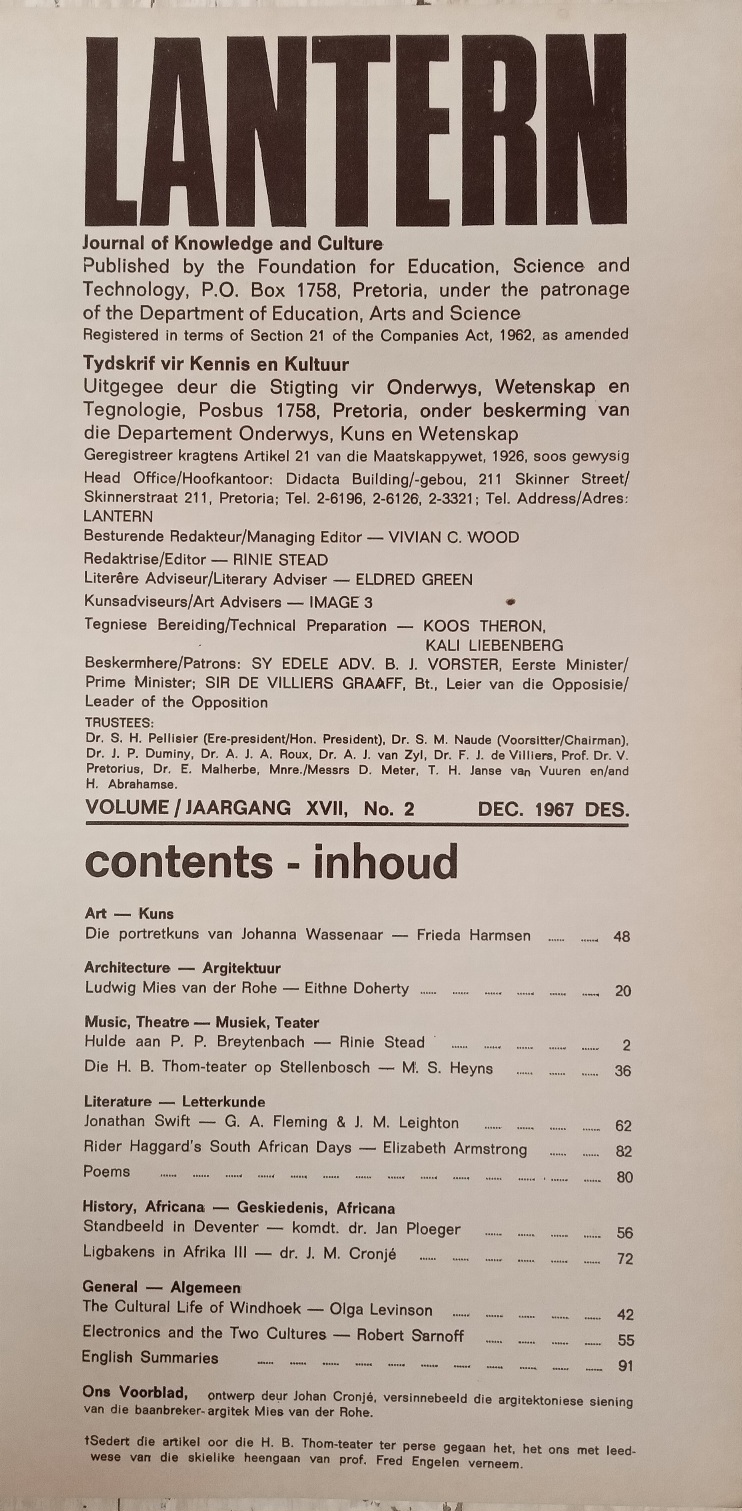 LANTERN
Journal of Knowledge and Culture
Published by the Foundation for Education, Science and
Technology, P.O. Box 1758, Pretoria, under the patronage
of the Department of Education, Arts and Science
Registered in terms of Section 21 of the Companies Act, 1962, as amended
Tydskrif vir Kennis en Kultuur
Uitgegee deur die Stigting vir Onderwys, Wetenskap en
Tegnologie, Posbus 1758, Pretoria, onder beskerming van
die Departement Onderwys, Kuns en Wetenskap
Geregistreer kragtens Artikel 21 van die Maatskappywet, 1926, soos gewysig
Head Office/Hoofkantoor: Didacta Building/-gebou, 211 Skinner Street/
Skinnerstraat 211, Pretoria; Tel. 2-6196, 2-6126, 2-3321; Tel. Address/Adres:
LANTERN
Besturende Redakteur/Managing Editor — VIVIAN C. WOOD
Redaktrise/Editor — RINIE STEAD
Literêre Adviseur/Literary Adviser — ELDRED GREEN
Kunsadviseurs/Art Advisers — IMAGE 3
Tegniese Bereiding/Technical Preparation — KOOS THERON,
KALI LIEBENBERG
Beskermhere/Patrons: SY EDELE ADV. B. J. VORSTER, Eerste Minister/
Prime Minister; SIR DE VILLIERS GRAAFF, Bt., Leier van die Opposisie/
Leader of the Opposition
TRUSTEES:
Dr. S. H. Pellisier (Ere-president/Hon. President), Dr. S. M. Naude (Voorsitter/Chairman),
Dr. J. P. Duminy, Dr. A. J. A. Roux, Dr. A. J. van Zyl, Dr. F. J. de Villiers, Prof. Dr. V.
Pretorius, Dr. E. Malherbe, Mnre./Messrs D. Meter, T. H. Janse van Vuuren en/and
H. Abrahamse.
VOLUME / JAARGANG XVII, No. 2 DEC. 1967 DES.
contents - inhoud
Art — Kuns
Die portretkuns van Johanna Wassenaar — Frieda Harmsen ...... ...... 48
Architecture — Argitektuur
Ludwig Mies van der Rohe — Eithne Doherty ...... ...... ...... ...... ...... ...... 20
Music, Theatre — Musiek, Teater
Hulde aan P. P. Breytenbach — Rinie Stead ...... ...... ...... ...... ...... 2
Die H. B. Thom-teater op Stellenbosch — M. S. Heyns ...... ...... ...... 36
Literature — Letterkunde
Jonathan Swift — G. A. Fleming & J. M. Leighton ...... ...... ...... ...... 62
Rider Haggard's South African Days — Elizabeth Armstrong ...... ...... 82
Poems ...... ...... ...... ...... ...... ...... ...... ...... ...... ...... ...... ...... ...... ...... 80
History, Africana — Geskiedenis, Africana
Standbeeld in Deventer — komdt. dr. Jan Ploeger ...... ...... ...... ...... 56
Ligbakens in Afrika III — dr. J. M. Cronjé ...... ...... ...... ...... ...... ...... 72
General — Algemeen
The Cultural Life of Windhoek — Olga Levinson ...... ...... ...... ...... ...... 42
Electronics and the Two Cultures — Robert Sarnoff ...... ...... ...... ...... 55
English Summaries ...... ...... ...... ...... ...... ...... ...... ...... ...... ...... ...... 91
Ons Voorblad, ontwerp deur Johan Cronjé, versinnebeeld die argitektoniese siening
van die baanbreker-argitek Mies van der Rohe.
†Sedert die artikel oor die H. B. Thom-teater ter perse gegaan het, het ons met leed-
wese van die skielike heengaan van prof. Fred Engelen verneem.